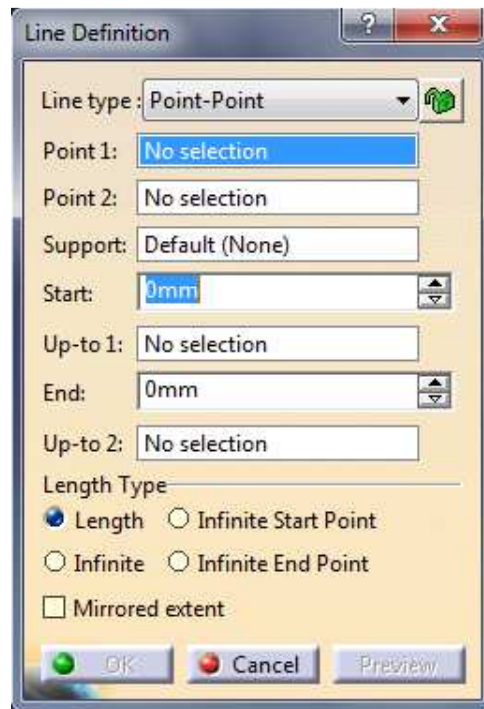 Line Definition ? X
Line type : Point-Point
Point 1: No selection
Point 2: No selection
Support: Default (None)
Start: 0mm
Up-to 1: No selection
End: 0mm
Up-to 2: No selection
Length Type
Length Infinite Start Point
Infinite Infinite End Point
Mirrored extent
OK Cancel Preview